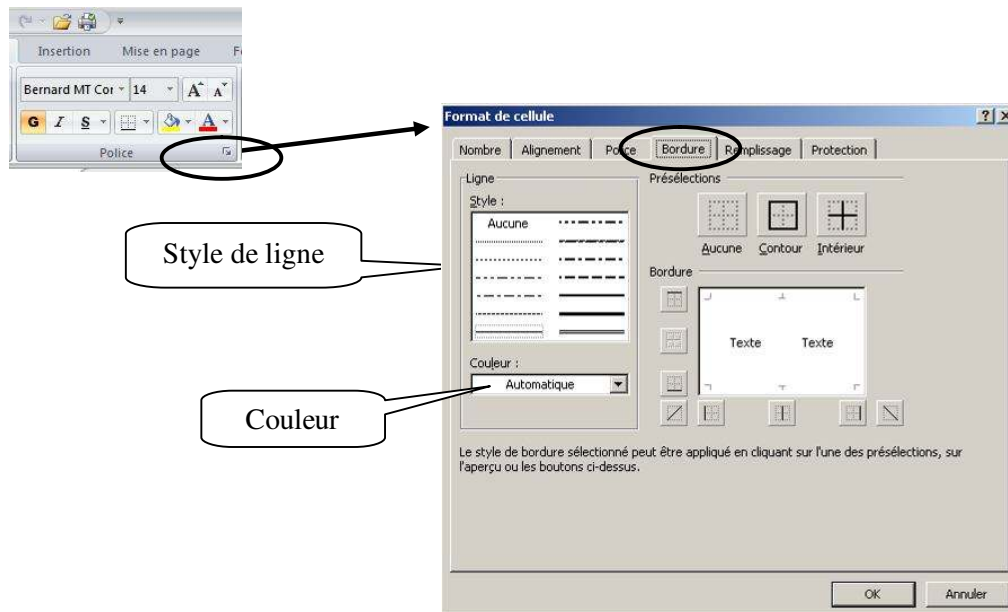 Insertion Mise en page F
Bernard MT Cor 14 A A
G I S A
Police
Format de cellule
Nombre Alignement Police Bordure Remplissage Protection
Ligne
Style :
Aucune
Présélections
Aucune Contour Intérieur
Bordure
Texte Texte
Couleur :
Automatique
Le style de bordure sélectionné peut être appliqué en cliquant sur l'une des présélections, sur
l'aperçu ou les boutons ci-dessus.
OK Annuler
Style de ligne
Couleur